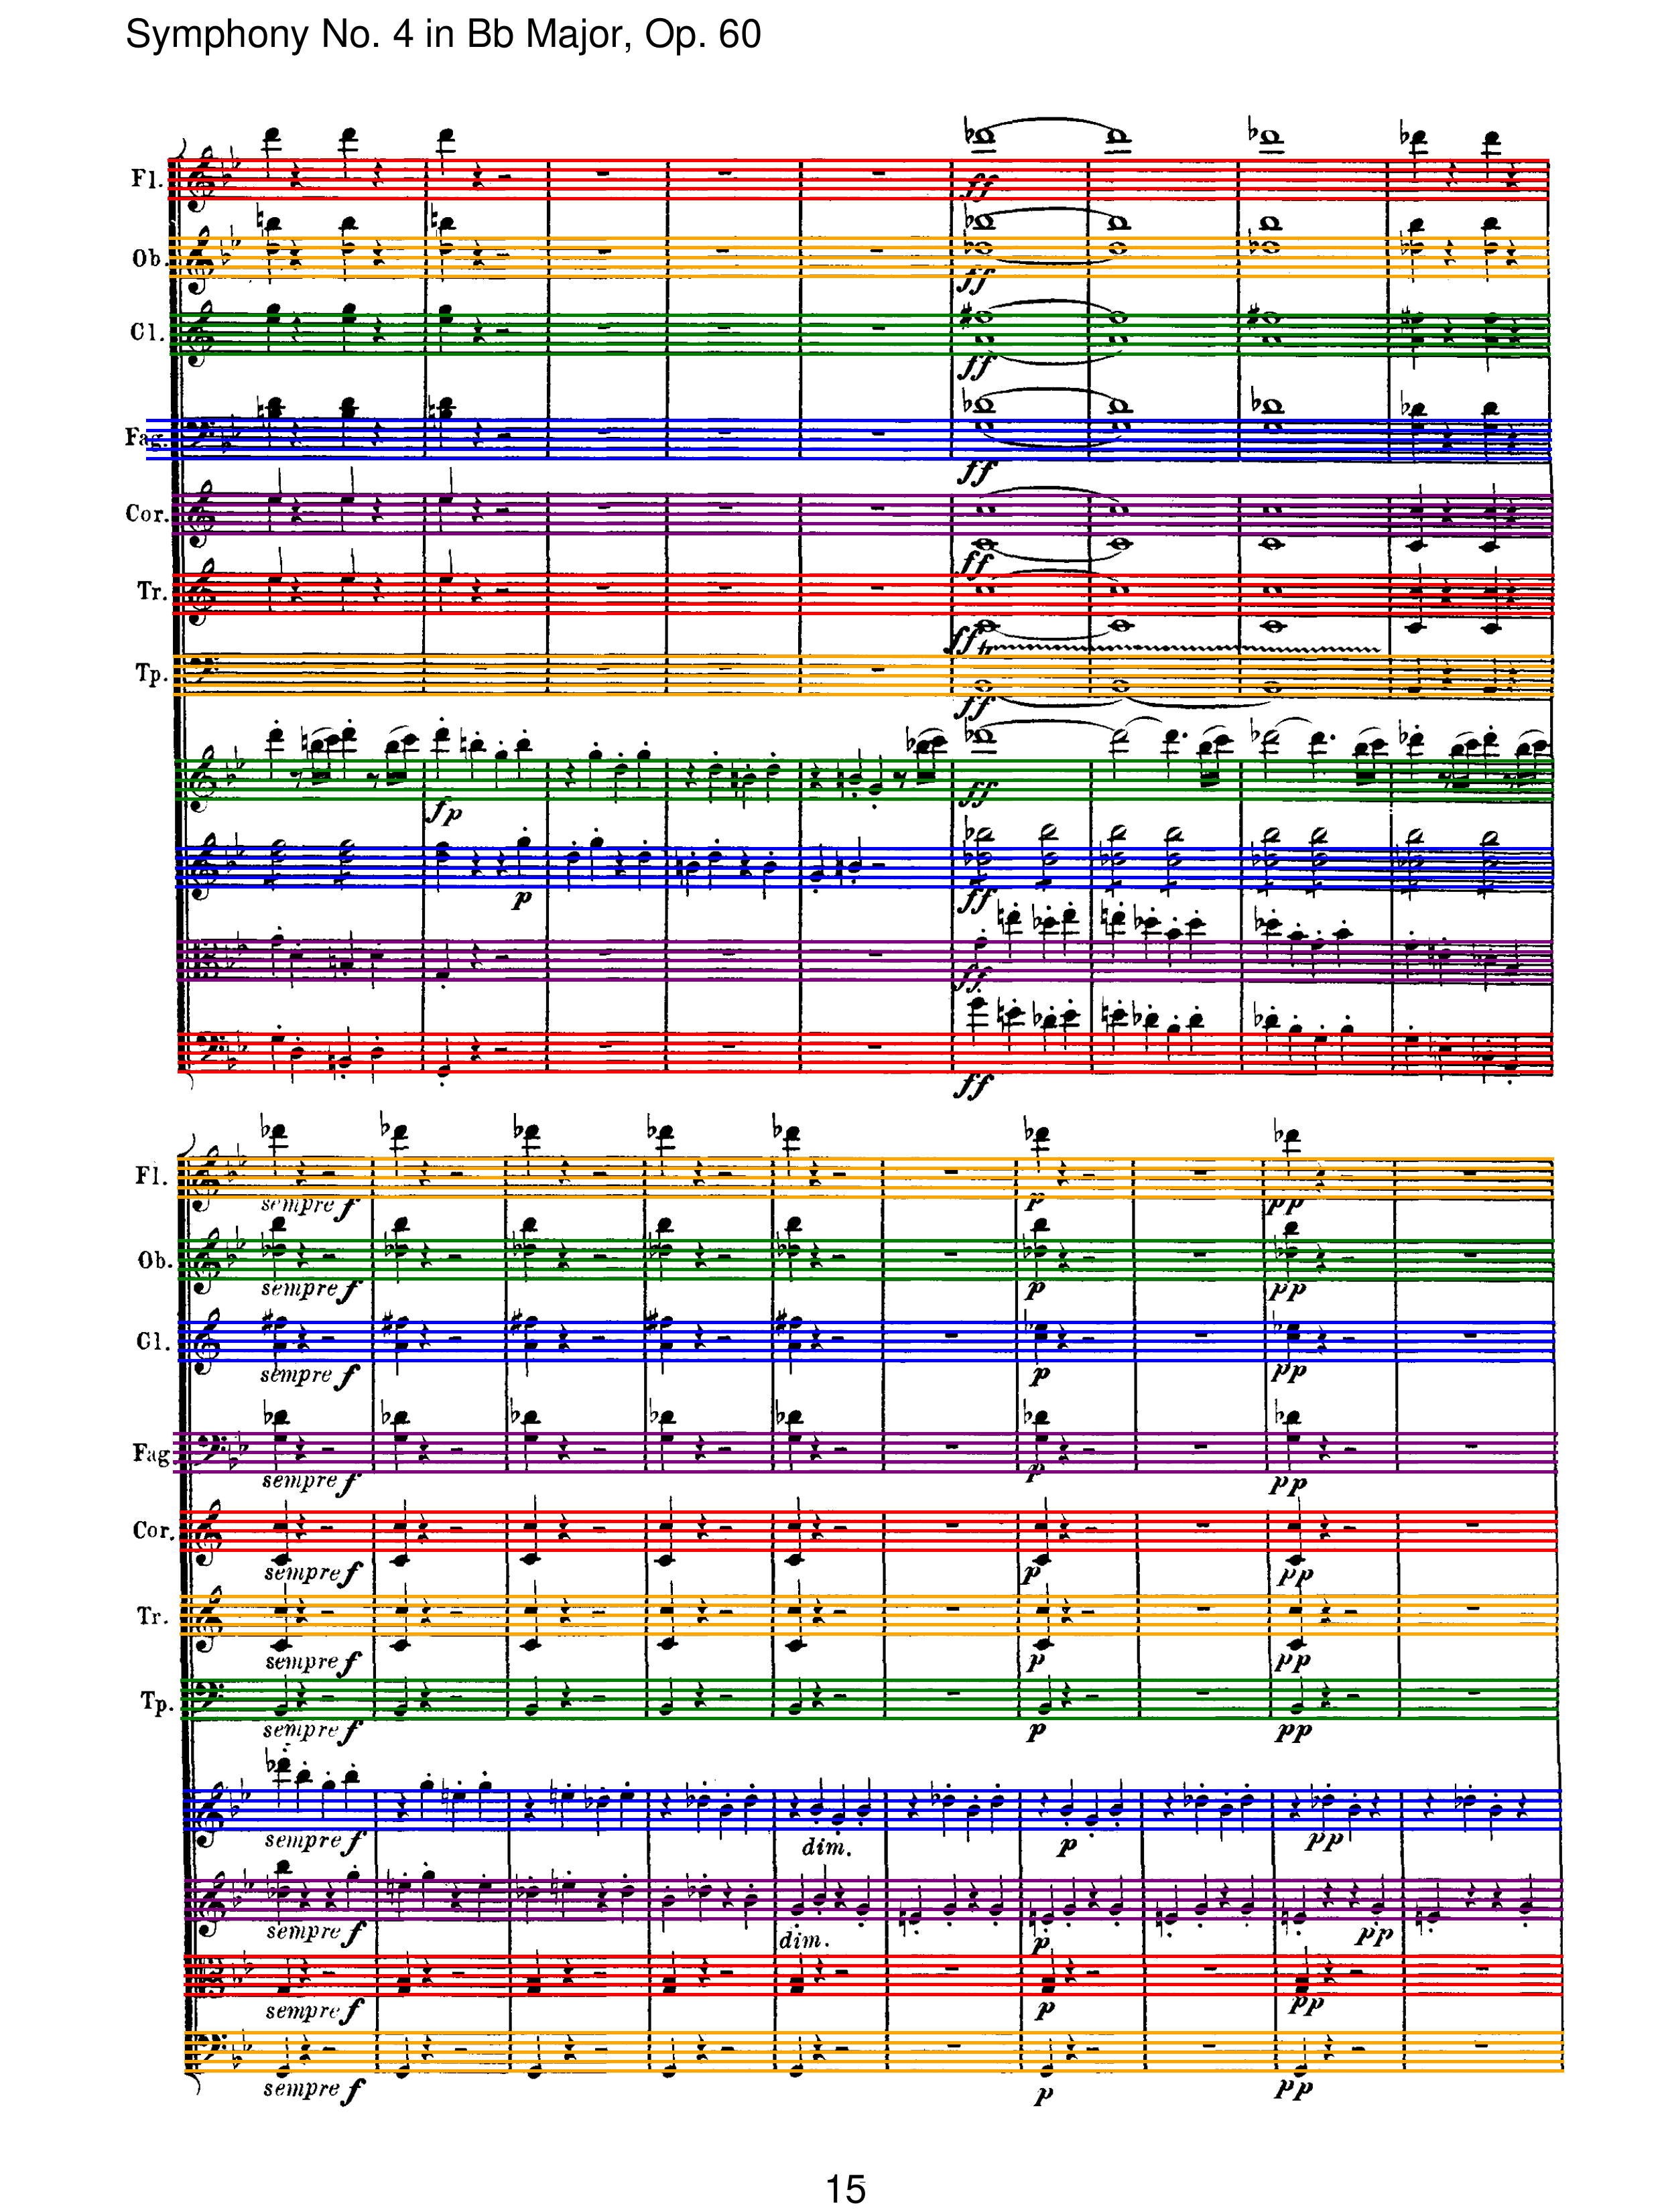 Symphony No. 4 in Bb Major, Op. 60
Fl.
ff
Ob.
ff
Cl.
ff
Fag.
ff
Cor.
ff
Tr.
ff tr
Tp.
ff
fp ff
p ff
ff
ff
Fl.
sempre f p pp
Ob.
sempre f p pp
Cl.
sempre f p pp
Fag
sempre f p pp
Cor.
sempre f p pp
Tr.
sempre f p pp
Tp.
sempre f p pp
sempre f dim. p pp
sempre f dim. p pp
sempre f p pp
sempre f p pp
15